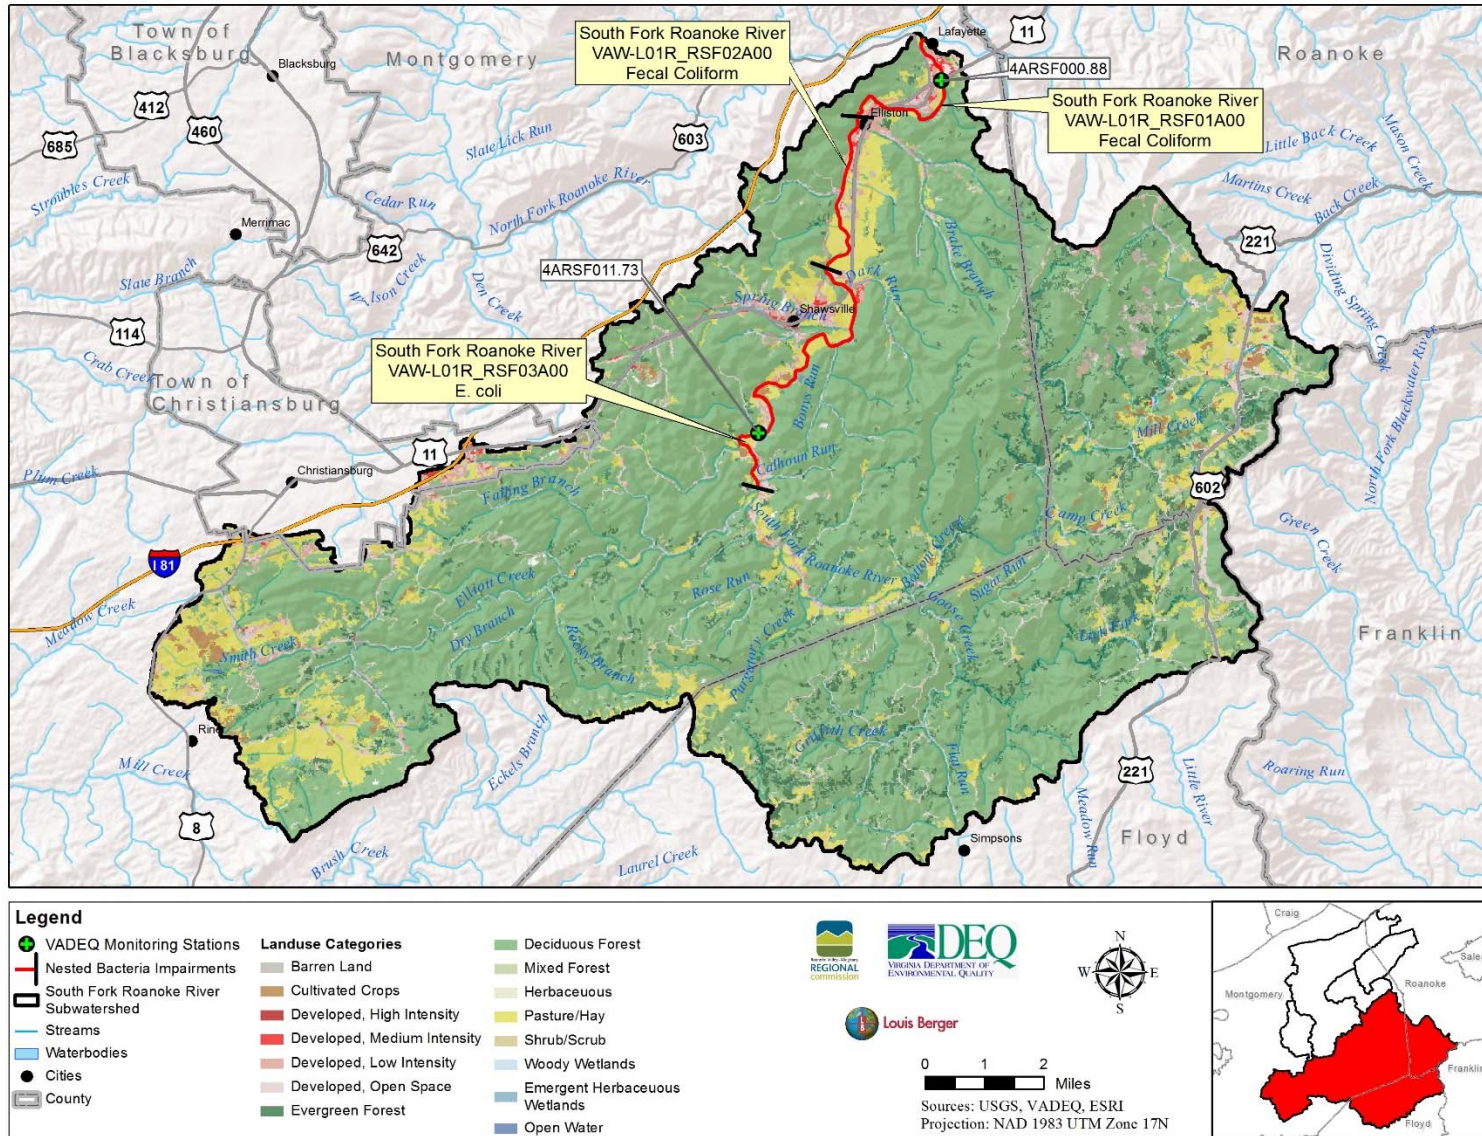 Town of
Blacksburg
Blacksburg
Montgomery
412
460
685
603
South Fork Roanoke River
VAW-L01R_RSF02A00
Fecal Coliform
Lafayette
11
Roanoke
4ARSF000.88
South Fork Roanoke River
VAW-L01R_RSF01A00
Fecal Coliform
Elliston
Slate Lick Run
Stroubles Creek
Cedar Run
North Fork Roanoke River
Merrimac
642
Slate Branch
Wilson Creek
Den Creek
Little Back Creek
Mason Creek
Martins Creek
Back Creek
221
Dividing Spring Creek
Brake Branch
4ARSF011.73
Dark Run
Spring Branch
Shawsville
114
Crab Creek
Town of
Christiansburg
South Fork Roanoke River
VAW-L01R_RSF03A00
E. coli
Bonys Run
Mill Creek
North Fork Blackwater River
11
Plum Creek
Christiansburg
Falling Branch
Calhoun Run
602
South Fork Roanoke River
Camp Creek
Green Creek
I 81
Meadow Creek
Elliott Creek
Rose Run
Bottom Creek
Sugar Run
Goose Creek
Dry Branch
Rocky Branch
Smith Creek
Purgatory Creek
Lick Fork
Franklin
Riner
Mill Creek
Eckels Branch
Griffith Creek
Flat Run
221
Roaring Run
8
Brush Creek
Laurel Creek
Simpsons
Meadow Run
Little River
Floyd
Legend
VADEQ Monitoring Stations
Nested Bacteria Impairments
South Fork Roanoke River
Subwatershed
Streams
Waterbodies
Cities
County
Landuse Categories
Barren Land
Cultivated Crops
Developed, High Intensity
Developed, Medium Intensity
Developed, Low Intensity
Developed, Open Space
Evergreen Forest
Deciduous Forest
Mixed Forest
Herbaceuous
Pasture/Hay
Shrub/Scrub
Woody Wetlands
Emergent Herbaceuous
Wetlands
Open Water
REGIONAL
commission
DEQ
VIRGINIA DEPARTMENT OF
ENVIRONMENTAL QUALITY
Louis Berger
N
W
E
S
0 1 2
Miles
Sources: USGS, VADEQ, ESRI
Projection: NAD 1983 UTM Zone 17N
Craig
Salem
Roanoke
Montgomery
Franklin
Floyd